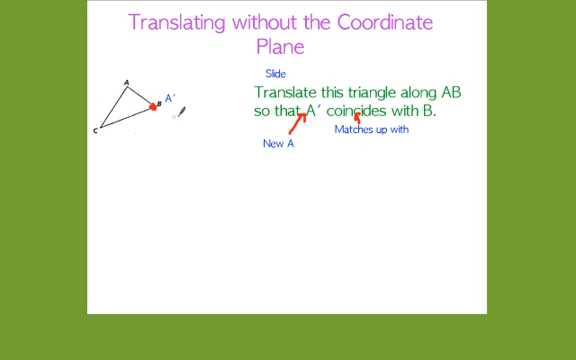 Translating without the Coordinate
Plane
Slide
Translate this triangle along AB
so that A' coincides with B.
New A
Matches up with
A
B
A'
C